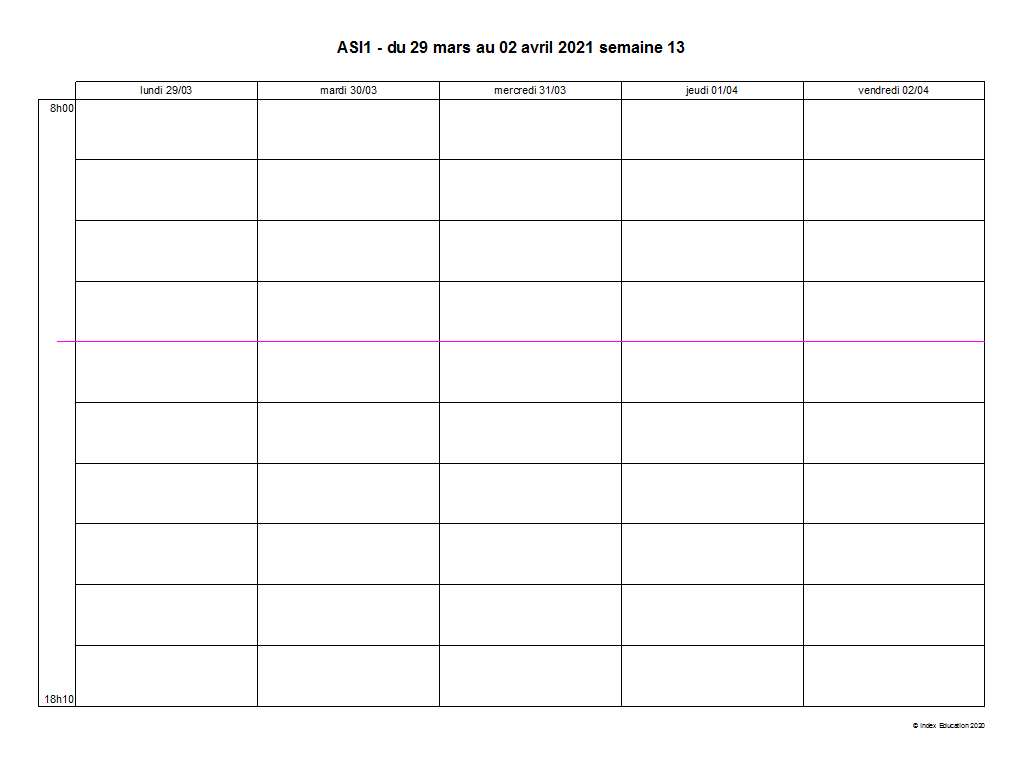 ASI1 - du 29 mars au 02 avril 2021 semaine 13
lundi 29/03 mardi 30/03 mercredi 31/03 jeudi 01/04 vendredi 02/04
8h00
18h10
© Index Education 2020